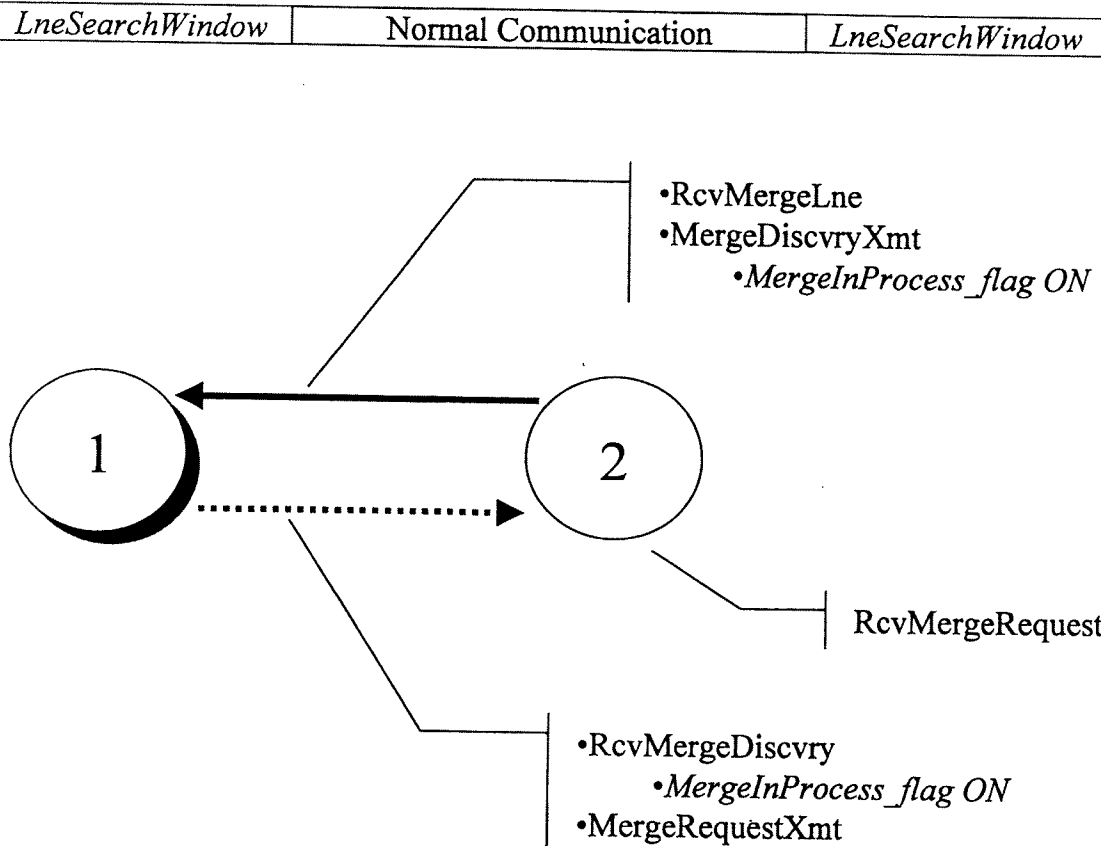 LneSearchWindow Normal Communication LneSearchWindow
•RcvMergeLne
•MergeDiscvryXmt
•MergeInProcess_flag ON
1
2
RcvMergeRequest
•RcvMergeDiscvry
•MergeInProcess_flag ON
•MergeRequestXmt